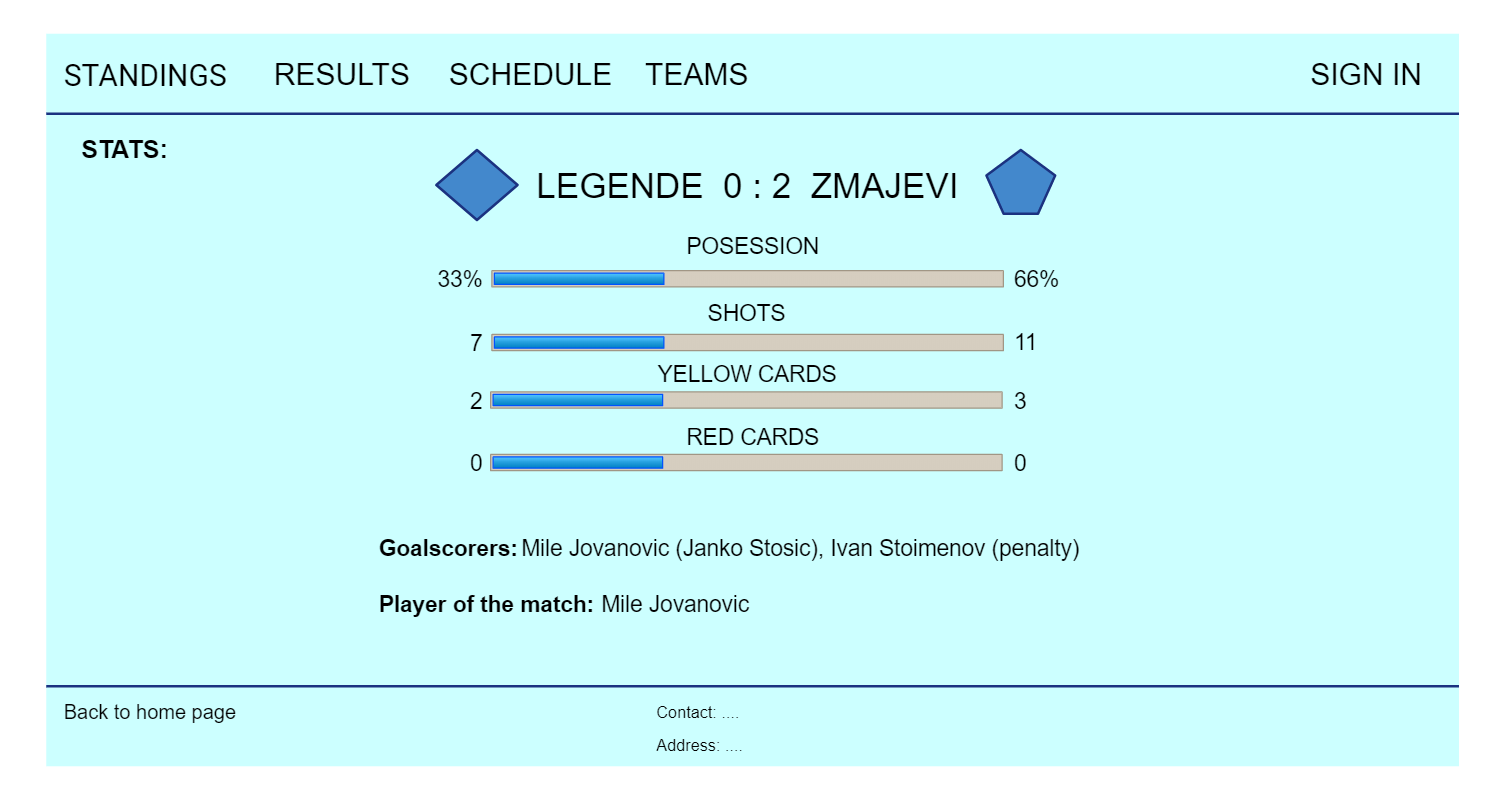 STANDINGS RESULTS SCHEDULE TEAMS SIGN IN
STATS:
LEGENDE 0 : 2 ZMAJEVI
POSESSION
33% 66%
SHOTS
7 11
YELLOW CARDS
2 3
RED CARDS
0 0
Goalscorers: Mile Jovanovic (Janko Stosic), Ivan Stoimenov (penalty)
Player of the match: Mile Jovanovic
Back to home page Contact: ....
Address: ....